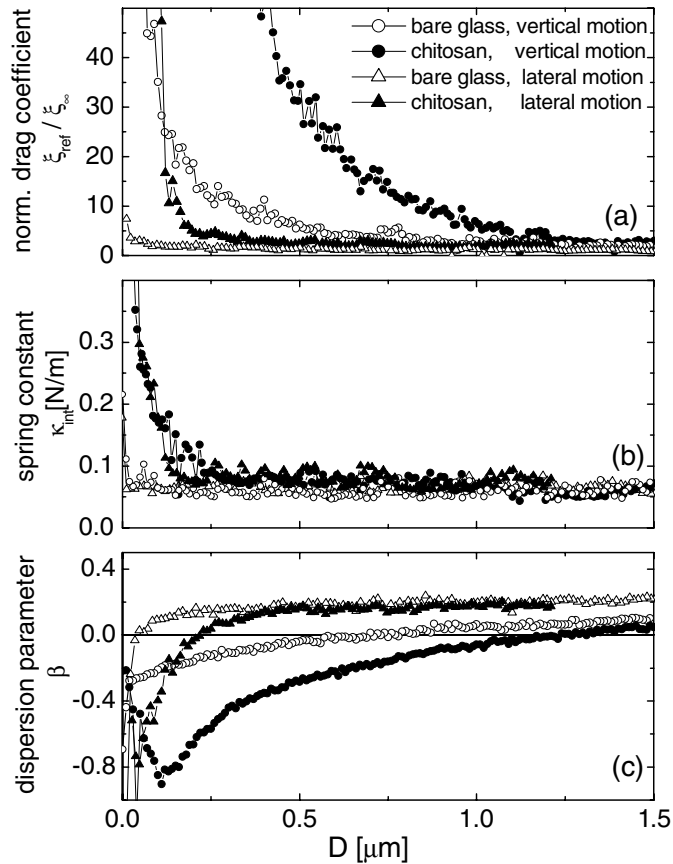 bare glass, vertical motion
chitosan, vertical motion
bare glass, lateral motion
chitosan, lateral motion
norm. drag coefficient
ξref / ξ∞
50
40
30
20
10
0
(a)
spring constant
κint[N/m]
0.3
0.2
0.1
0.0
(b)
dispersion parameter
β
0.4
0.0
-0.4
-0.8
(c)
0.0 0.5 1.0 1.5
D [μm]